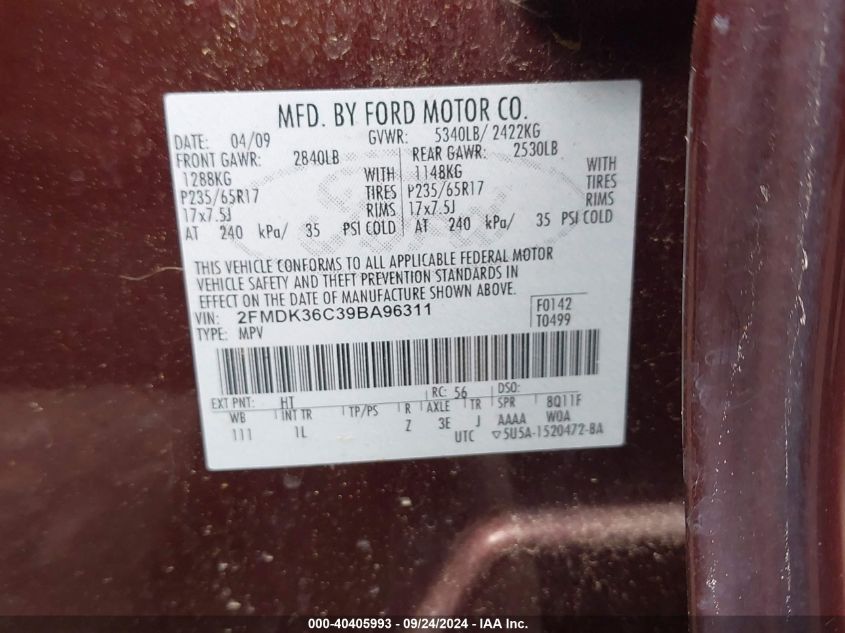 MFD. BY FORD MOTOR CO.
DATE: 04/09 GVWR: 5340LB/ 2422KG
FRONT GAWR: 2840LB REAR GAWR: 2530LB
1288KG WITH 1148KG WITH
P235/65R17 TIRES P235/65R17 TIRES
17x7.5J RIMS 17x7.5J RIMS
AT 240 kPa/ 35 PSI COLD AT 240 kPa/ 35 PSI COLD
THIS VEHICLE CONFORMS TO ALL APPLICABLE FEDERAL MOTOR
VEHICLE SAFETY AND THEFT PREVENTION STANDARDS IN
EFFECT ON THE DATE OF MANUFACTURE SHOWN ABOVE.
VIN: 2FMDK36C39BA96311 F0142
TYPE: MPV T0499
EXT PNT: HT RC: 56 DSO:
WB INT TR TP/PS R AXLE TR SPR 8Q11F
111 1L Z 3E J AAAA WOA
UTC ▽5U5A-1520472-BA
000-40405993 - 09/24/2024 - IAA Inc.